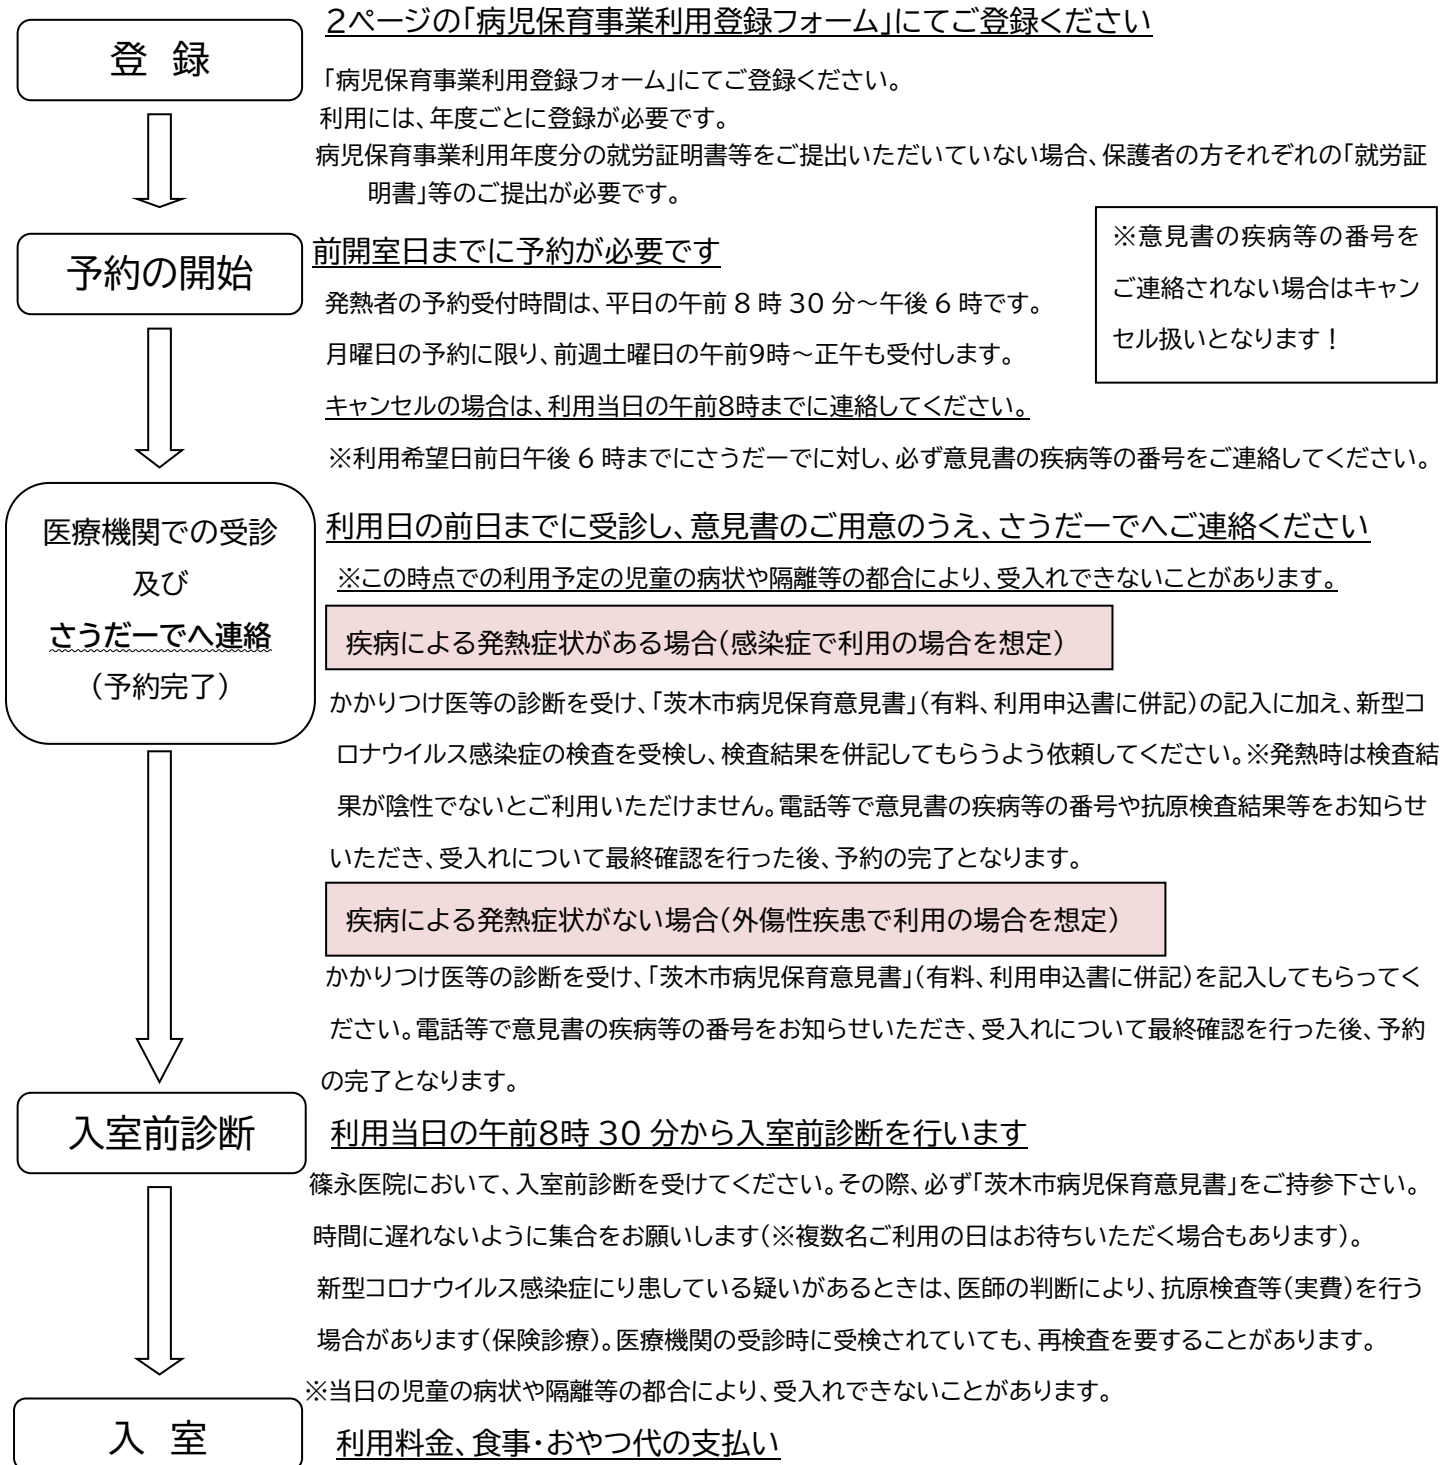 登 録
2ページの「病児保育事業利用登録フォーム」にてご登録ください
「病児保育事業利用登録フォーム」にてご登録ください。
利用には、年度ごとに登録が必要です。
病児保育事業利用年度分の就労証明書等をご提出いただいていない場合、保護者の方それぞれの「就労証
明書」等のご提出が必要です。
予約の開始
前開室日までに予約が必要です
発熱者の予約受付時間は、平日の午前 8 時 30 分～午後 6 時です。
月曜日の予約に限り、前週土曜日の午前9時～正午も受付します。
キャンセルの場合は、利用当日の午前8時までに連絡してください。
※利用希望日前日午後 6 時までにさうだーでに対し、必ず意見書の疾病等の番号をご連絡してください。
※意見書の疾病等の番号を
ご連絡されない場合はキャン
セル扱いとなります！
医療機関での受診
及び
さうだーでへ連絡
（予約完了）
利用日の前日までに受診し、意見書のご用意のうえ、さうだーでへご連絡ください
※この時点での利用予定の児童の病状や隔離等の都合により、受入れできないことがあります。
疾病による発熱症状がある場合（感染症で利用の場合を想定）
かかりつけ医等の診断を受け、「茨木市病児保育意見書」（有料、利用申込書に併記）の記入に加え、新型コ
ロナウイルス感染症の検査を受検し、検査結果を併記してもらうよう依頼してください。※発熱時は検査結
果が陰性でないとご利用いただけません。電話等で意見書の疾病等の番号や抗原検査結果等をお知らせ
いただき、受入れについて最終確認を行った後、予約の完了となります。
疾病による発熱症状がない場合（外傷性疾患で利用の場合を想定）
かかりつけ医等の診断を受け、「茨木市病児保育意見書」（有料、利用申込書に併記）を記入してもらってく
ださい。電話等で意見書の疾病等の番号をお知らせいただき、受入れについて最終確認を行った後、予約
の完了となります。
入室前診断
利用当日の午前8時 30 分から入室前診断を行います
篠永医院において、入室前診断を受けてください。その際、必ず「茨木市病児保育意見書」をご持参下さい。
時間に遅れないように集合をお願いします（※複数名ご利用の日はお待ちいただく場合もあります）。
新型コロナウイルス感染症にり患している疑いがあるときは、医師の判断により、抗原検査等（実費）を行う
場合があります（保険診療）。医療機関の受診時に受検されていても、再検査を要することがあります。
※当日の児童の病状や隔離等の都合により、受入れできないことがあります。
入 室
利用料金、食事・おやつ代の支払い